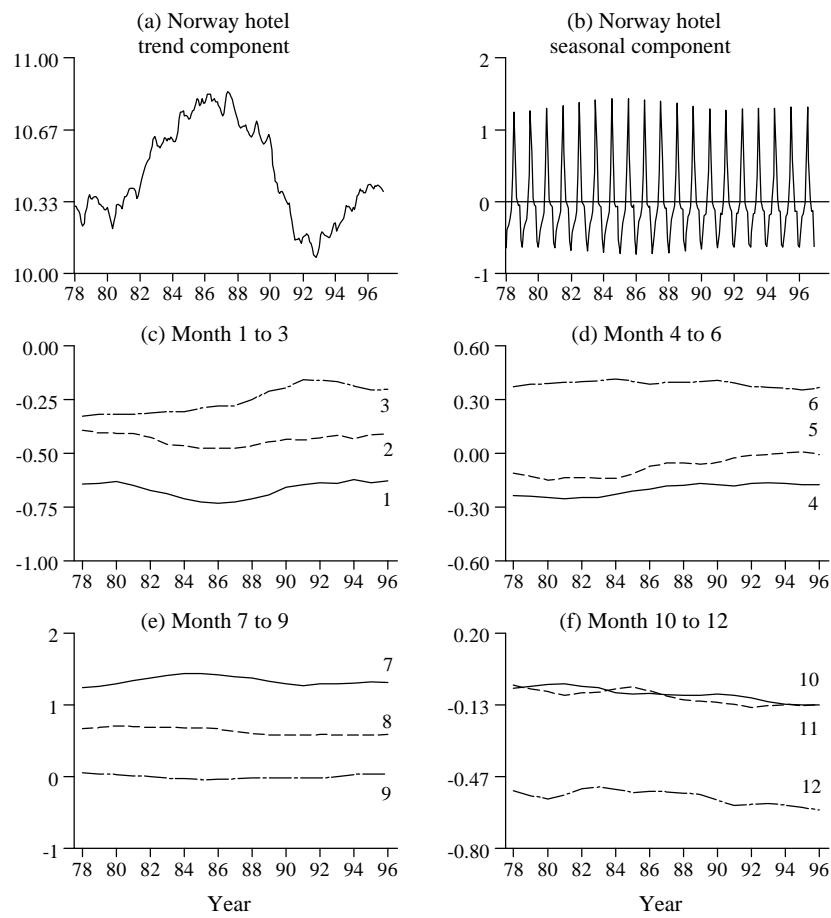 (a) Norway hotel
trend component
11.00
10.67
10.33
10.00
78 80 82 84 86 88 90 92 94 96
(b) Norway hotel
seasonal component
2
1
0
-1
78 80 82 84 86 88 90 92 94 96
(c) Month 1 to 3
0.00
-0.25
-0.50
-0.75
-1.00
3
2
1
78 80 82 84 86 88 90 92 94 96
(d) Month 4 to 6
0.60
0.30
0.00
-0.30
-0.60
6
5
4
78 80 82 84 86 88 90 92 94 96
(e) Month 7 to 9
2
1
0
-1
7
8
9
78 80 82 84 86 88 90 92 94 96
Year
(f) Month 10 to 12
0.20
-0.13
-0.47
-0.80
10
11
12
78 80 82 84 86 88 90 92 94 96
Year